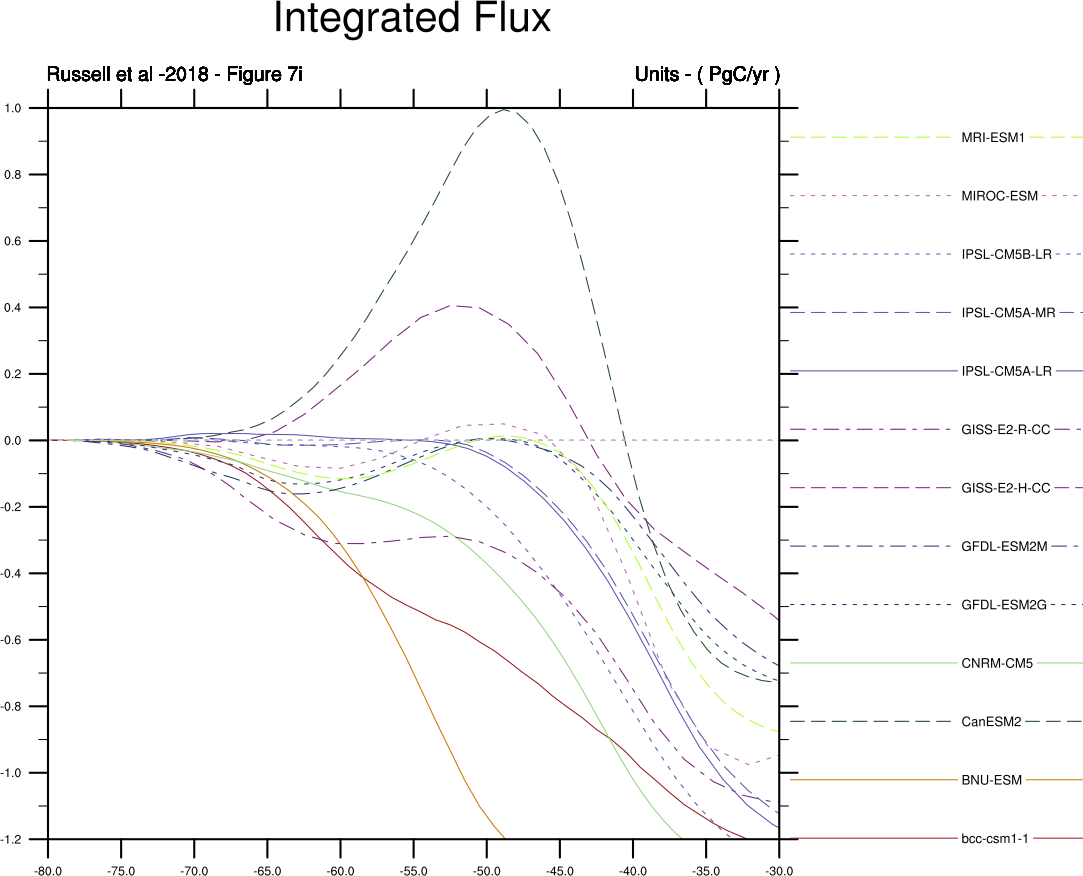 Integrated Flux
Russell et al -2018 - Figure 7i
Units - ( PgC/yr )
1.0
0.8
0.6
0.4
0.2
0.0
-0.2
-0.4
-0.6
-0.8
-1.0
-1.2
-80.0 -75.0 -70.0 -65.0 -60.0 -55.0 -50.0 -45.0 -40.0 -35.0 -30.0
MRI-ESM1
MIROC-ESM
IPSL-CM5B-LR
IPSL-CM5A-MR
IPSL-CM5A-LR
GISS-E2-R-CC
GISS-E2-H-CC
GFDL-ESM2M
GFDL-ESM2G
CNRM-CM5
CanESM2
BNU-ESM
bcc-csm1-1